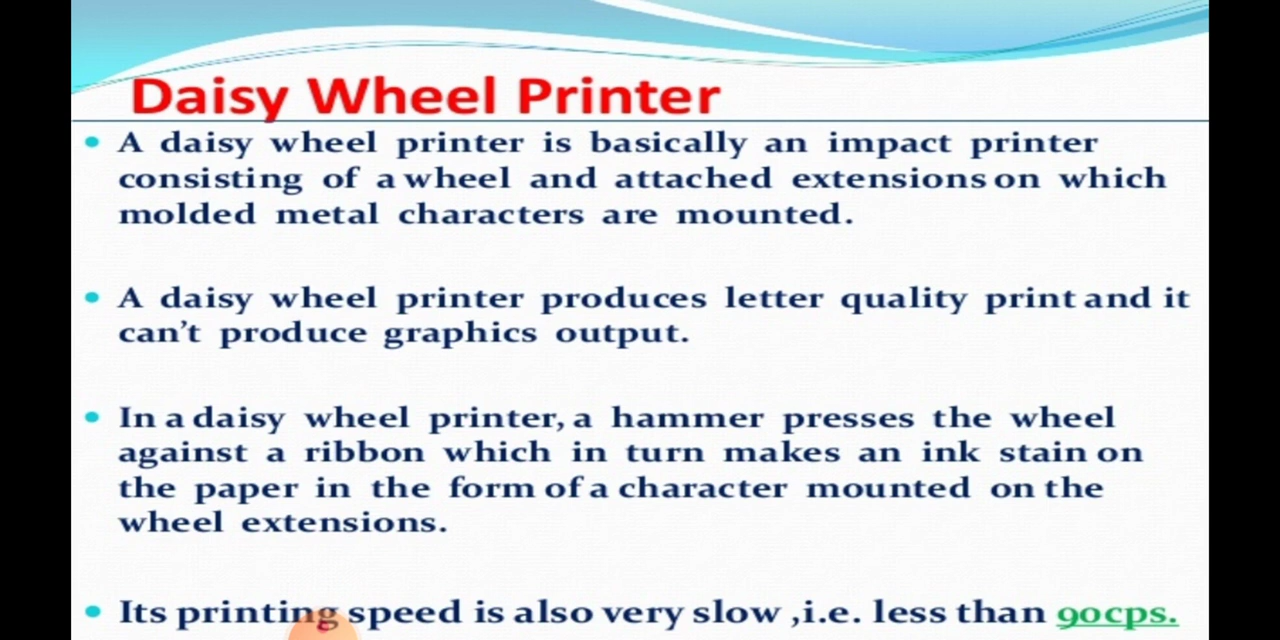 Daisy Wheel Printer
• A daisy wheel printer is basically an impact printer
consisting of a wheel and attached extensions on which
molded metal characters are mounted.
• A daisy wheel printer produces letter quality print and it
can't produce graphics output.
• In a daisy wheel printer, a hammer presses the wheel
against a ribbon which in turn makes an ink stain on
the paper in the form of a character mounted on the
wheel extensions.
• Its printing speed is also very slow ,i.e. less than 90cps.